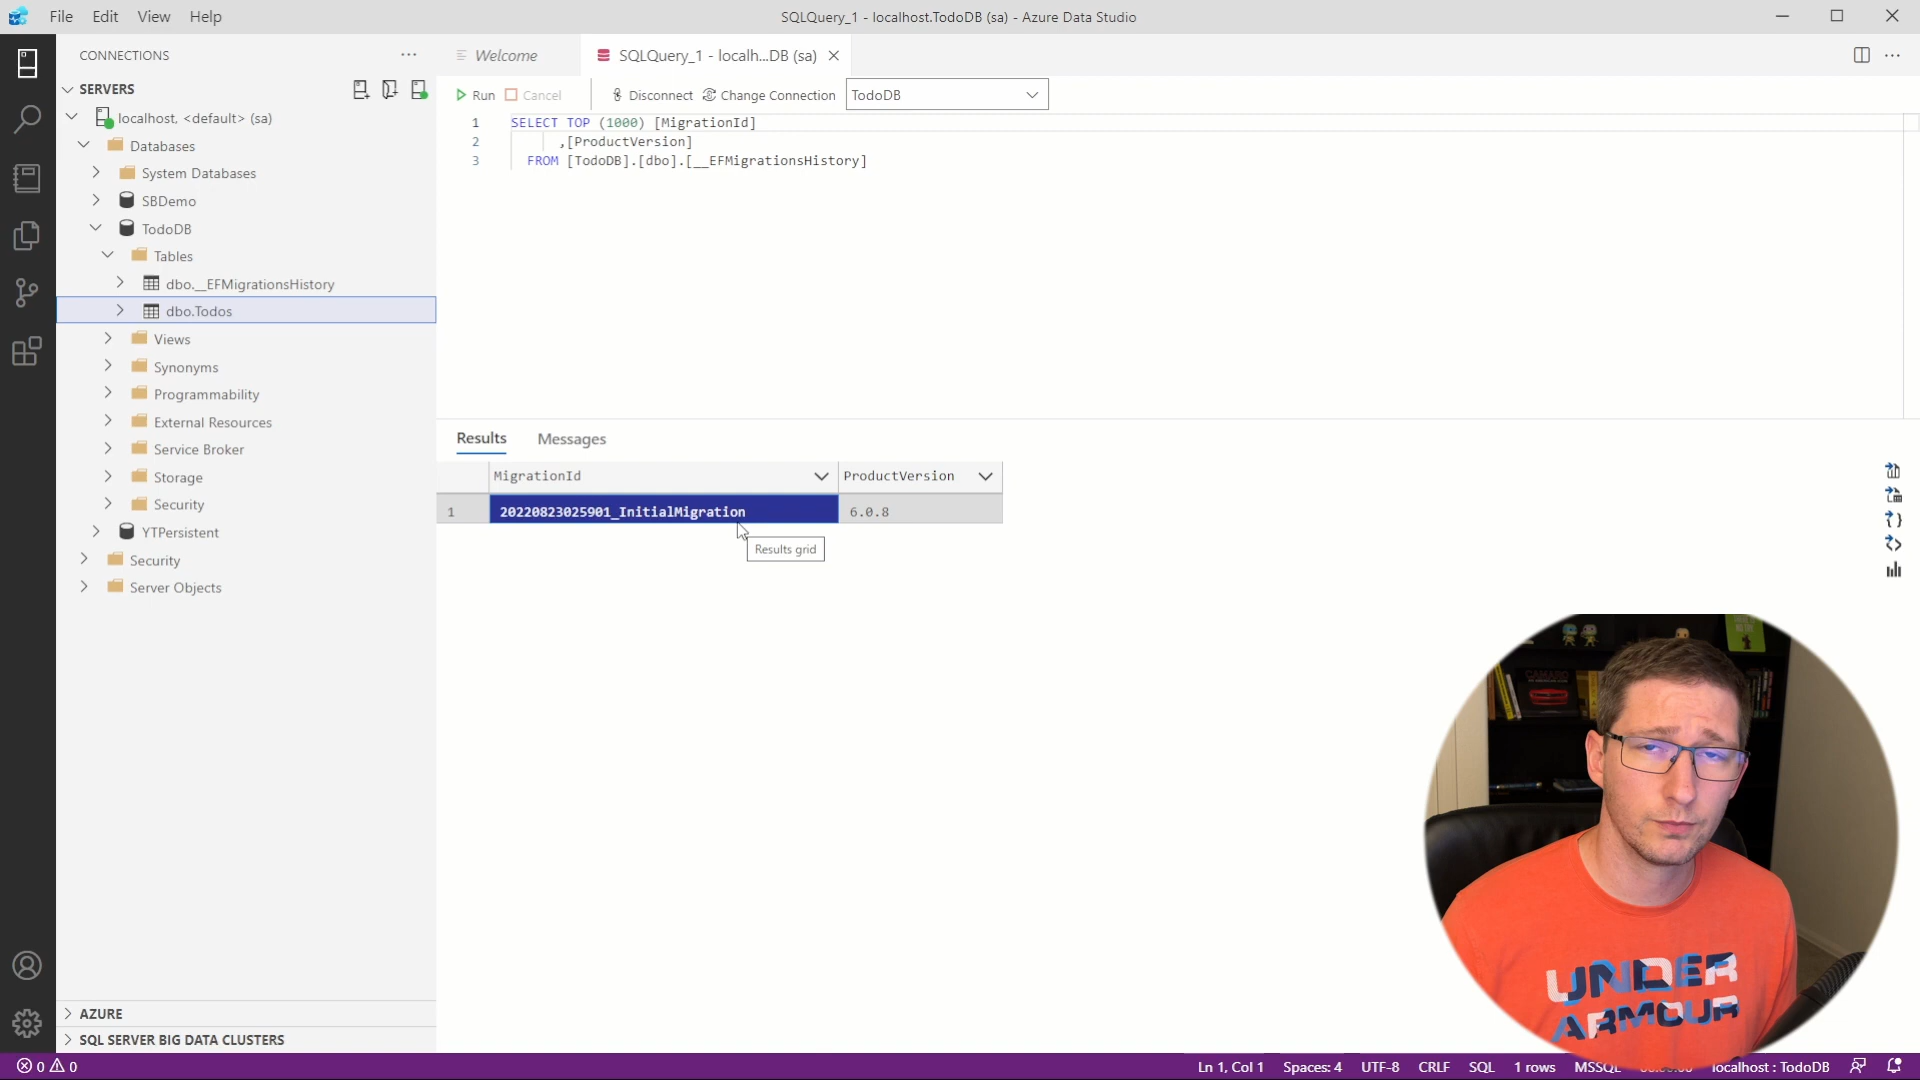 File Edit View Help
SQLQuery_1 - localhost.TodoDB (sa) - Azure Data Studio
CONNECTIONS
Welcome
SQLQuery_1 - localh...DB (sa)
SERVERS
Run
Cancel
Disconnect
Change Connection
TodoDB
1 SELECT TOP (1000) [MigrationId]
2 ,[ProductVersion]
3 FROM [TodoDB].[dbo].[__EFMigrationsHistory]
localhost, <default> (sa)
Databases
System Databases
SBDemo
TodoDB
Tables
dbo.__EFMigrationsHistory
dbo.Todos
Views
Synonyms
Programmability
External Resources
Service Broker
Storage
Security
YTPersistent
Security
Server Objects
Results Messages
MigrationId ProductVersion
1 20220823025901_InitialMigration 6.0.8
Results grid
UNDER
ARMOUR
AZURE
SQL SERVER BIG DATA CLUSTERS
0 0
Ln 1, Col 1 Spaces: 4 UTF-8 CRLF SQL 1 rows MSSQL localhost : TodoDB